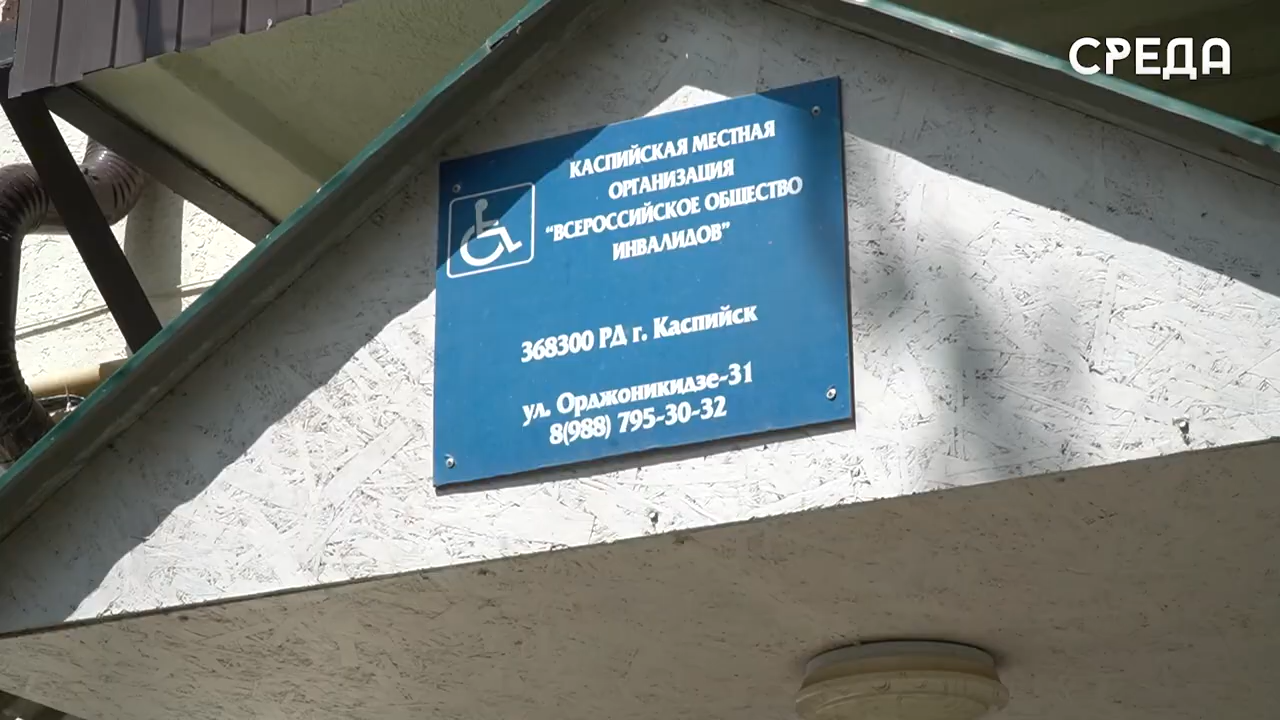 СРЕДА
КАСПИЙСКАЯ МЕСТНАЯ
ОРГАНИЗАЦИЯ
“ВСЕРОССИЙСКОЕ ОБЩЕСТВО
ИНВАЛИДОВ”
368300 РД г. Каспийск
ул. Орджоникидзе-31
8(988) 795-30-32